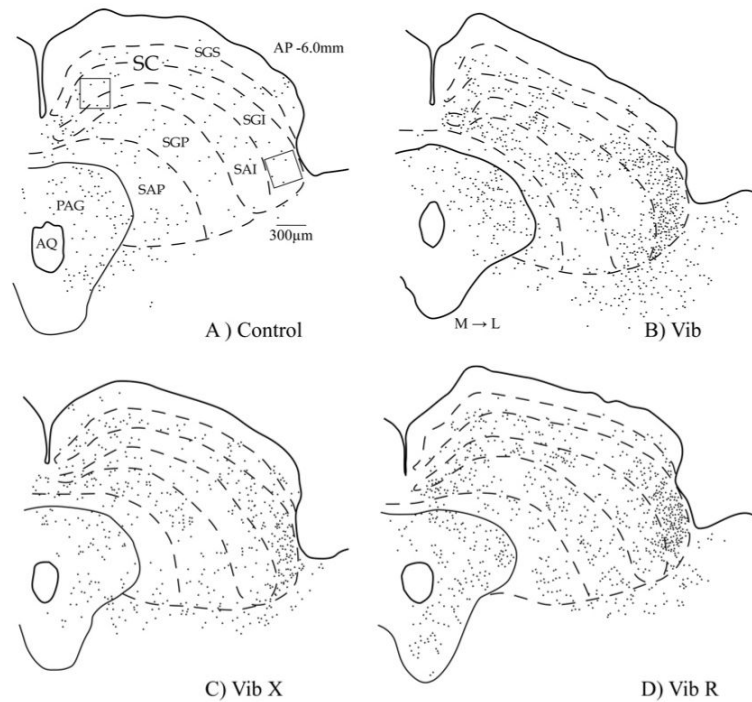 SGS
AP -6.0mm
SC
SGI
SGP
SAI
SAP
PAG
300μm
AQ
A ) Control
M → L
B) Vib
C) Vib X
D) Vib R